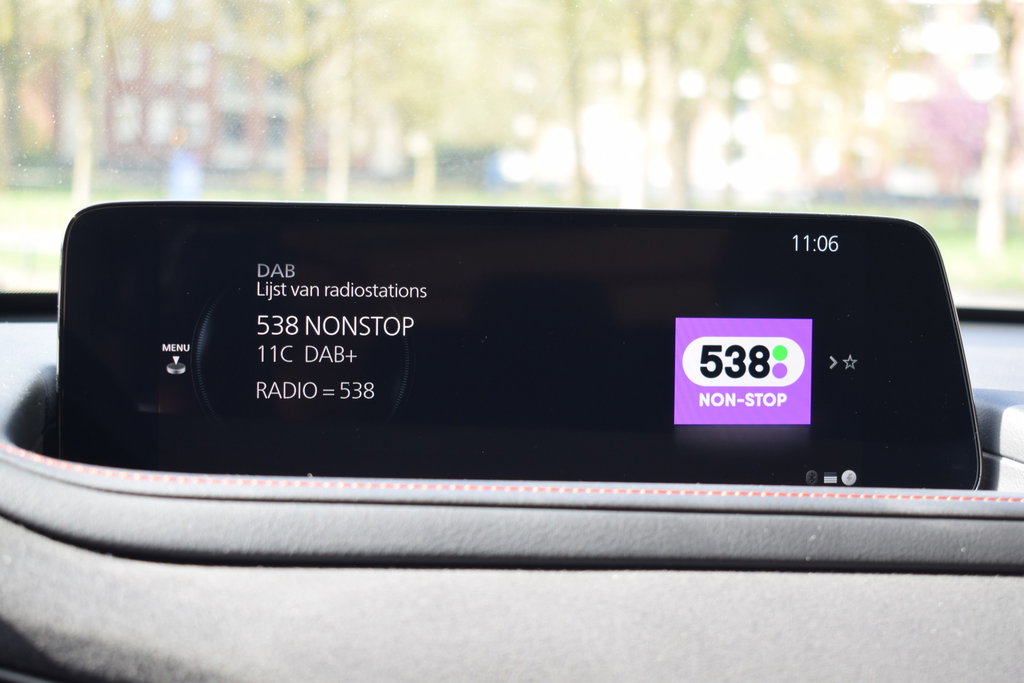 11:06
DAB
Lijst van radiostations
538 NONSTOP
11C DAB+
RADIO = 538
MENU
538
NON-STOP